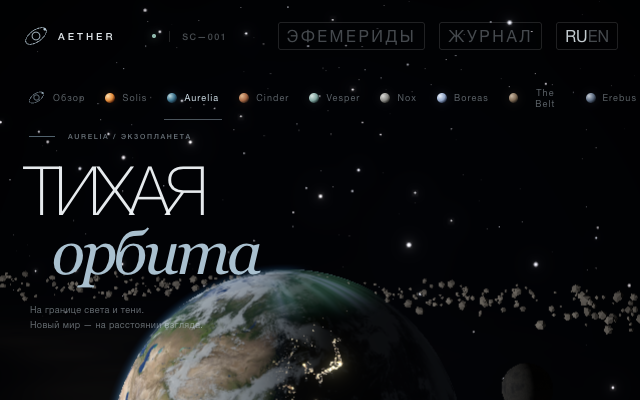 AETHER
SC—001
ЭФЕМЕРИДЫ
ЖУРНАЛ
RU EN
Обзор
Solis
Aurelia
Cinder
Vesper
Nox
Boreas
The Belt
Erebus
AURELIA / ЭКЗОПЛАНЕТА
ТИХАЯ
орбита
На границе света и тени.
Новый мир — на расстоянии взгляда.